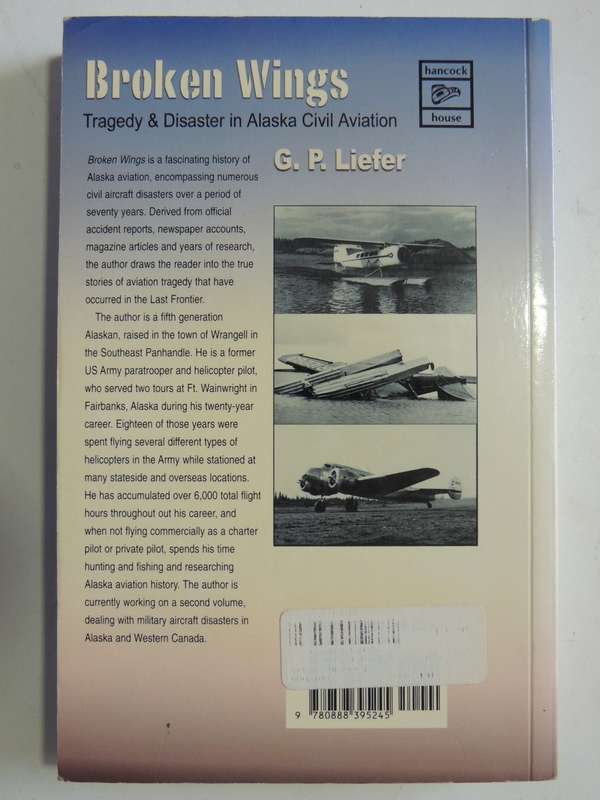 Broken Wings
hancock
house
Tragedy & Disaster in Alaska Civil Aviation
G. P. Liefer
Broken Wings is a fascinating history of
Alaska aviation, encompassing numerous
civil aircraft disasters over a period of
seventy years. Derived from official
accident reports, newspaper accounts,
magazine articles and years of research,
the author draws the reader into the true
stories of aviation tragedy that have
occurred in the Last Frontier.
The author is a fifth generation
Alaskan, raised in the town of Wrangell in
the Southeast Panhandle. He is a former
US Army paratrooper and helicopter pilot,
who served two tours at Ft. Wainwright in
Fairbanks, Alaska during his twenty-year
career. Eighteen of those years were
spent flying several different types of
helicopters in the Army while stationed at
many stateside and overseas locations.
He has accumulated over 6,000 total flight
hours throughout out his career, and
when not flying commercially as a charter
pilot or private pilot, spends his time
hunting and fishing and researching
Alaska aviation history. The author is
currently working on a second volume,
dealing with military aircraft disasters in
Alaska and Western Canada.
9 780888 395245